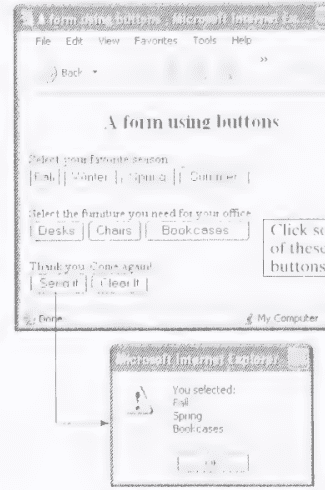 A form using buttons - Microsoft Internet Ex...
File Edit View Favorites Tools Help
Back
A form using buttons
Select your favorite season
Fall Winter Spring Summer
Select the furniture you need for your office
Desks Chairs Bookcases
Click
of these
buttons
Thank you. Come again!
Send it Clear It
Done My Computer
Microsoft Internet Explorer
You selected:
Fall
Spring
Bookcases